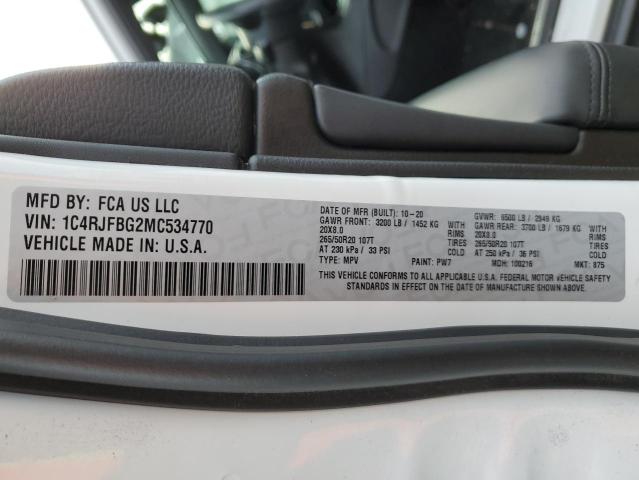 MFD BY: FCA US LLC
VIN: 1C4RJFBG2MC534770
VEHICLE MADE IN: U.S.A.
DATE OF MFR (BUILT): 10-20
GVWR: 6500 LB / 2949 KG
GAWR FRONT: 3200 LB / 1452 KG
GAWR REAR: 3700 LB / 1679 KG
20X8.0 RIMS
20X8.0 RIMS
265/50R20 107T TIRES
265/50R20 107T TIRES
AT 230 kPa / 33 PSI COLD
AT 250 kPa / 36 PSI COLD
TYPE: MPV PAINT: PW7 MDH: 100216 MKT: 875
THIS VEHICLE CONFORMS TO ALL APPLICABLE U.S.A. FEDERAL MOTOR VEHICLE SAFETY
STANDARDS IN EFFECT ON THE DATE OF MANUFACTURE SHOWN ABOVE.